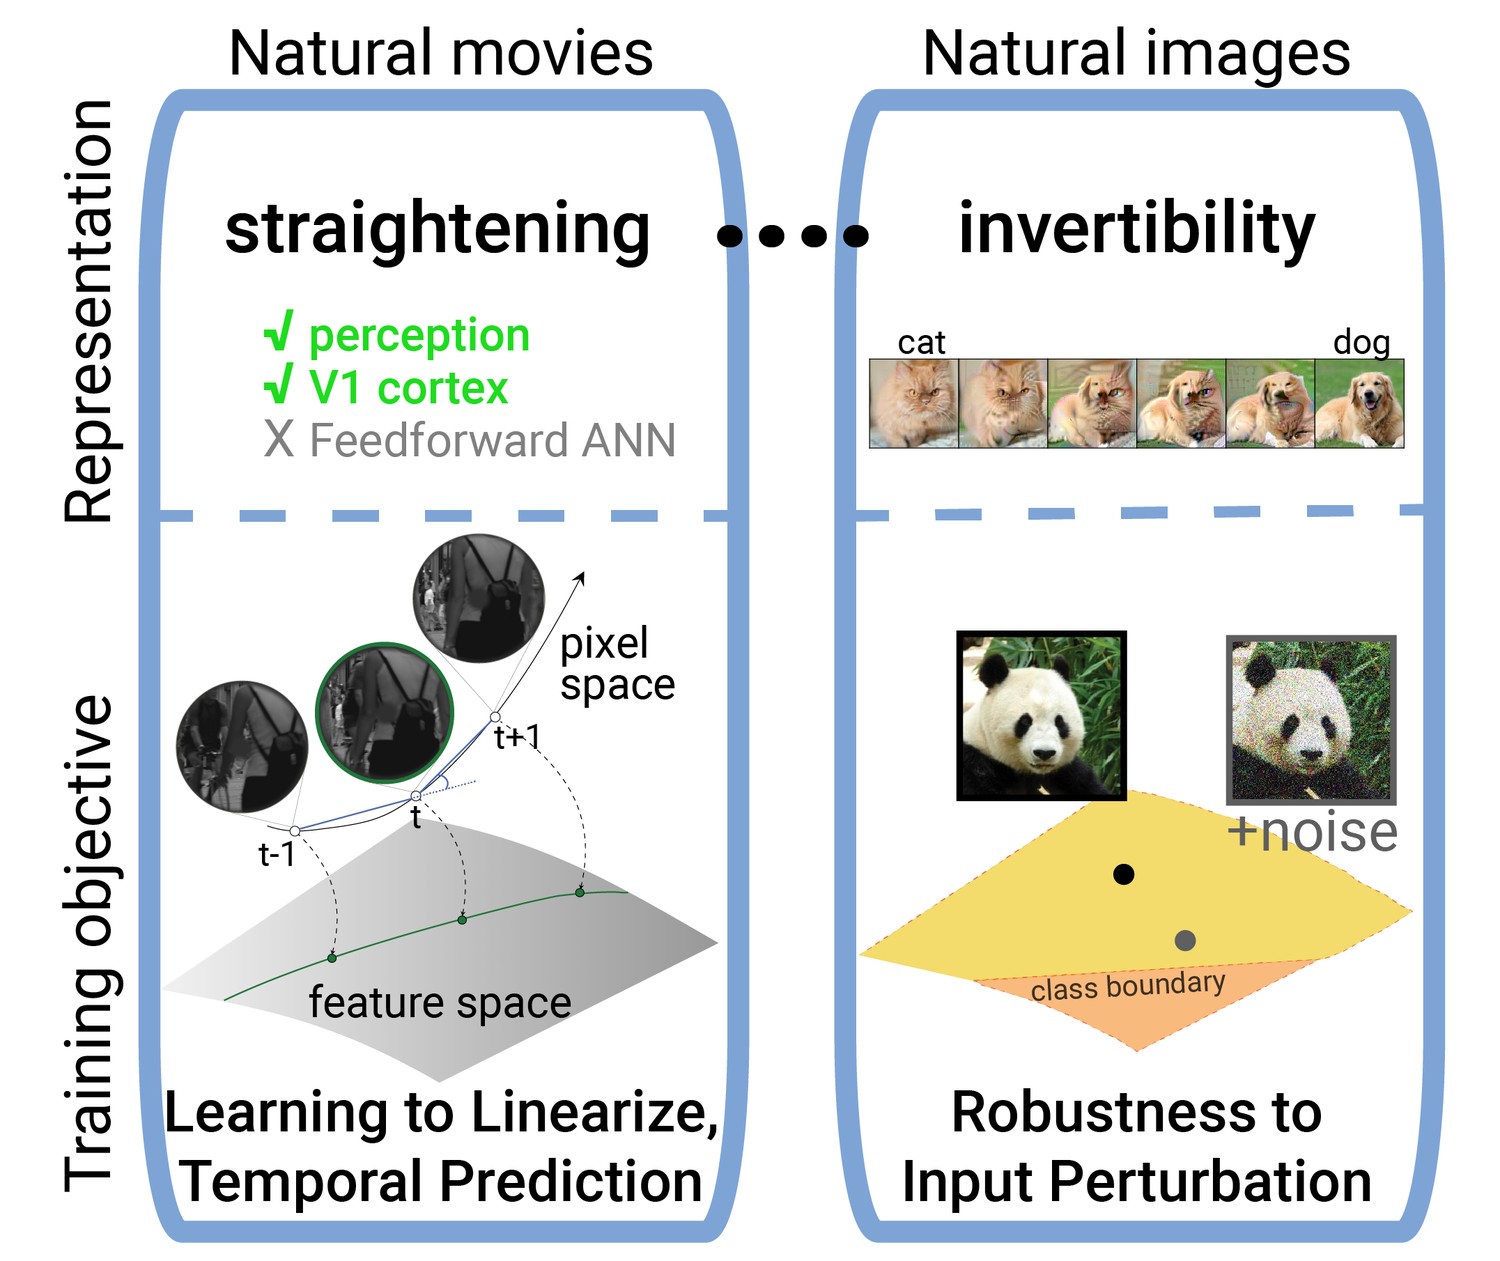 Natural movies
Natural images
Representation
straightening
invertibility
√ perception
√ V1 cortex
X Feedforward ANN
cat
dog
Training objective
pixel
space
t+1
t
t-1
feature space
+noise
class boundary
Learning to Linearize,
Temporal Prediction
Robustness to
Input Perturbation